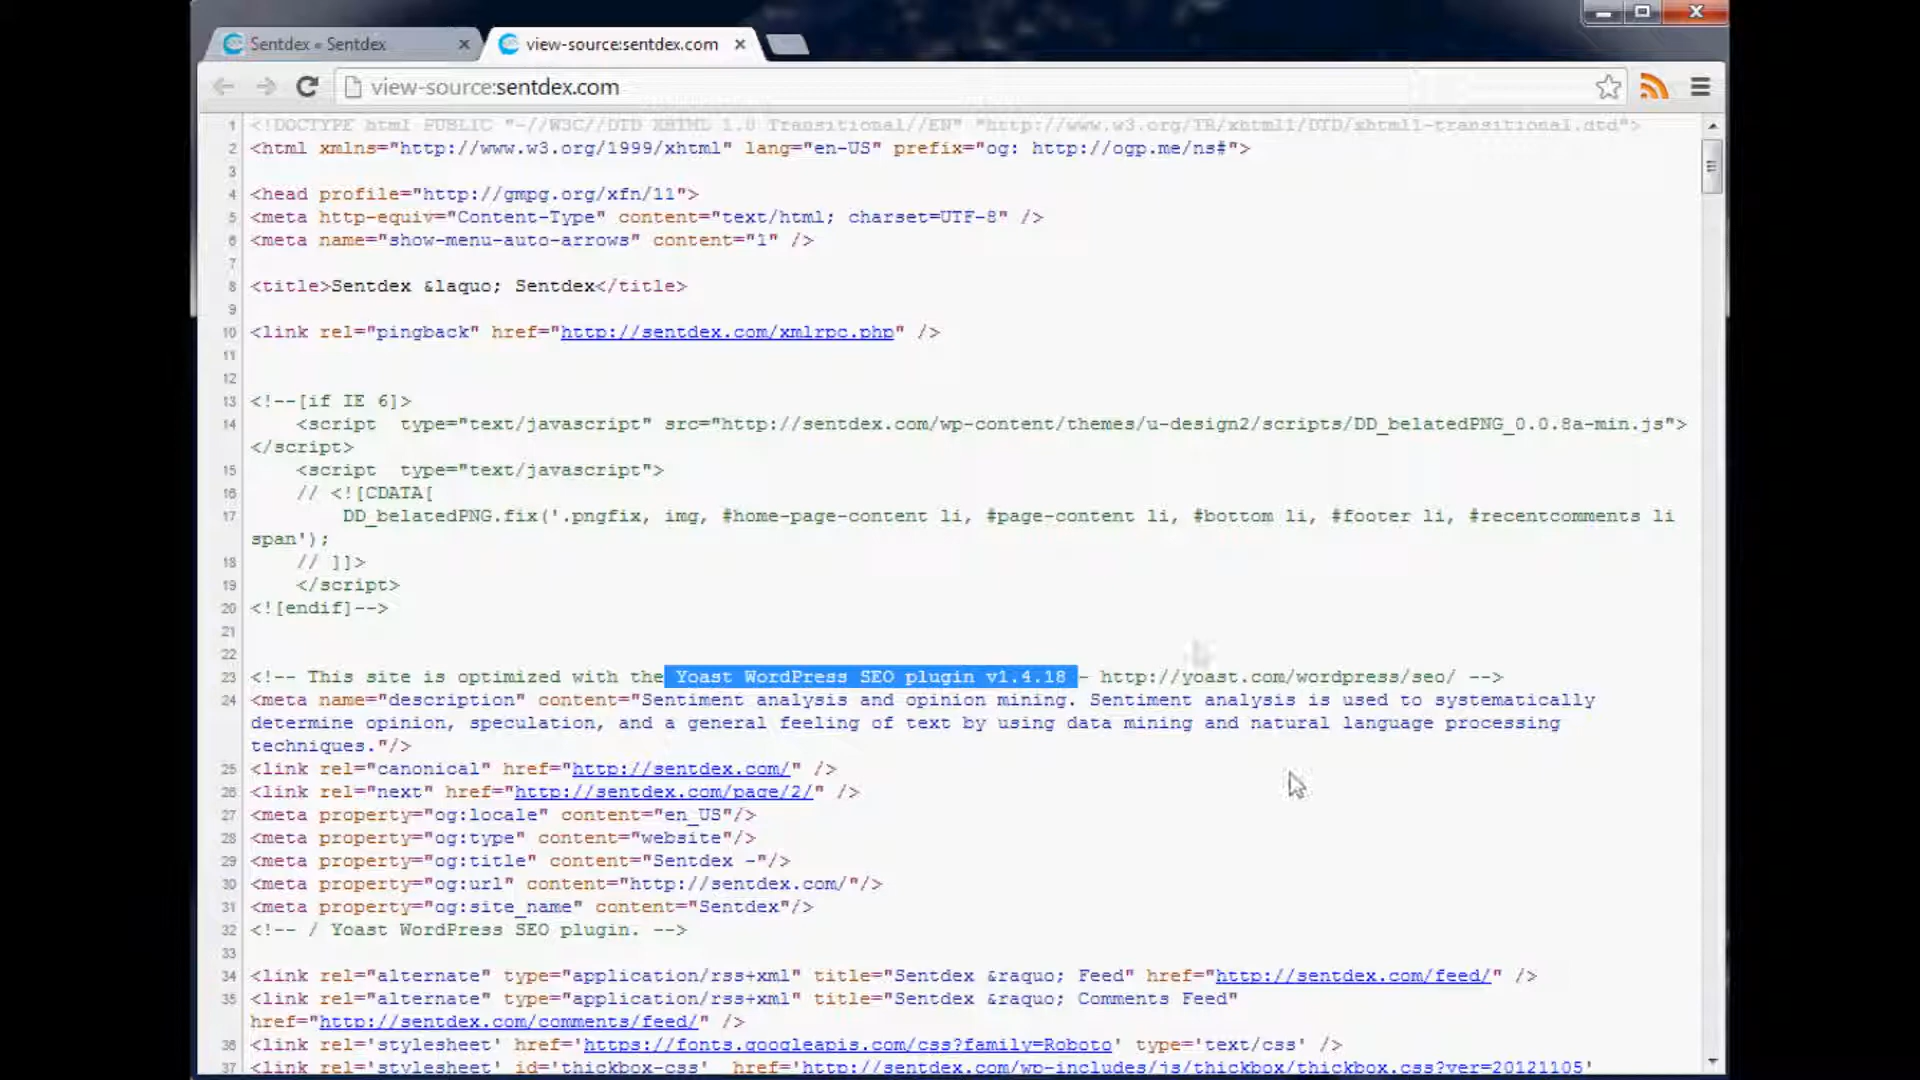 Sentdex « Sentdex
view-source:sentdex.com
view-source:sentdex.com
1 <!DOCTYPE html PUBLIC "-//W3C//DTD XHTML 1.0 Transitional//EN" "http://www.w3.org/TR/xhtml1/DTD/xhtml1-transitional.dtd">
2 <html xmlns="http://www.w3.org/1999/xhtml" lang="en-US" prefix="og: http://ogp.me/ns#">
3
4 <head profile="http://gmpg.org/xfn/11">
5 <meta http-equiv="Content-Type" content="text/html; charset=UTF-8" />
6 <meta name="show-menu-auto-arrows" content="1" />
7
8 <title>Sentdex &laquo; Sentdex</title>
9
10 <link rel="pingback" href="http://sentdex.com/xmlrpc.php" />
11
12
13 <!--[if IE 6]>
14 <script type="text/javascript" src="http://sentdex.com/wp-content/themes/u-design2/scripts/DD_belatedPNG_0.0.8a-min.js">
</script>
15 <script type="text/javascript">
16 // <![CDATA[
17 DD_belatedPNG.fix('.pngfix, img, #home-page-content li, #page-content li, #bottom li, #footer li, #recentcomments li
span');
18 // ]]>
19 </script>
20 <![endif]-->
21
22
23 <!-- This site is optimized with the Yoast WordPress SEO plugin v1.4.18 - http://yoast.com/wordpress/seo/ -->
24 <meta name="description" content="Sentiment analysis and opinion mining. Sentiment analysis is used to systematically
determine opinion, speculation, and a general feeling of text by using data mining and natural language processing
techniques."/>
25 <link rel="canonical" href="http://sentdex.com/" />
26 <link rel="next" href="http://sentdex.com/page/2/" />
27 <meta property="og:locale" content="en_US"/>
28 <meta property="og:type" content="website"/>
29 <meta property="og:title" content="Sentdex -"/>
30 <meta property="og:url" content="http://sentdex.com/"/>
31 <meta property="og:site_name" content="Sentdex"/>
32 <!-- / Yoast WordPress SEO plugin. -->
33
34 <link rel="alternate" type="application/rss+xml" title="Sentdex &raquo; Feed" href="http://sentdex.com/feed/" />
35 <link rel="alternate" type="application/rss+xml" title="Sentdex &raquo; Comments Feed"
href="http://sentdex.com/comments/feed/" />
36 <link rel='stylesheet' href='https://fonts.googleapis.com/css?family=Roboto' type='text/css' />
37 <link rel='stylesheet' id='thickbox-css' href='http://sentdex.com/wp-includes/js/thickbox/thickbox.css?ver=20121105'